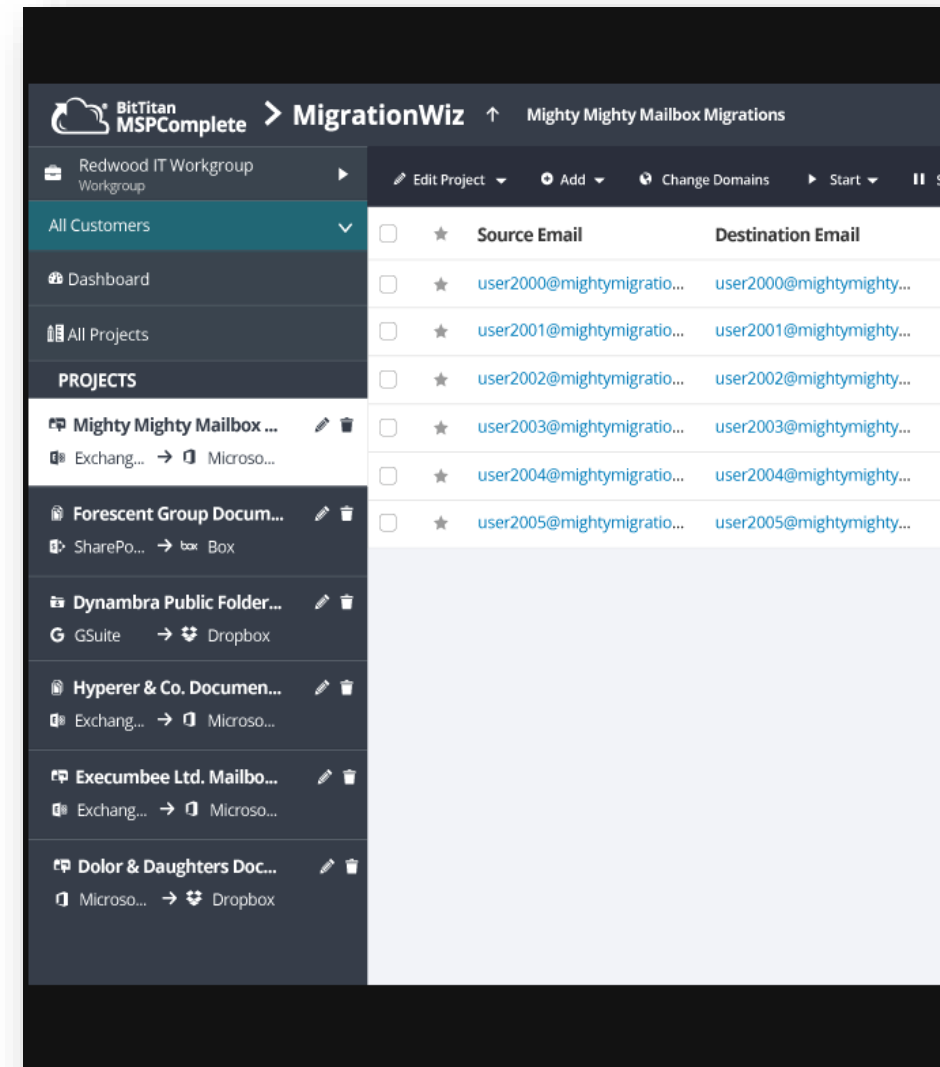 BitTitan
MSPComplete > MigrationWiz ↑ Mighty Mighty Mailbox Migrations
Redwood IT Workgroup
Workgroup
Edit Project Add Change Domains Start
All Customers
Source Email Destination Email
Dashboard
user2000@mightymigratio... user2000@mightymighty...
All Projects
user2001@mightymigratio... user2001@mightymighty...
PROJECTS
user2002@mightymigratio... user2002@mightymighty...
Mighty Mighty Mailbox ...
user2003@mightymigratio... user2003@mightymighty...
Exchang... → Microso...
user2004@mightymigratio... user2004@mightymighty...
Forescent Group Docum...
user2005@mightymigratio... user2005@mightymighty...
SharePo... → box Box
Dynambra Public Folder...
G GSuite → Dropbox
Hyperer & Co. Documen...
Exchang... → Microso...
Execumbee Ltd. Mailbo...
Exchang... → Microso...
Dolor & Daughters Doc...
Microso... → Dropbox